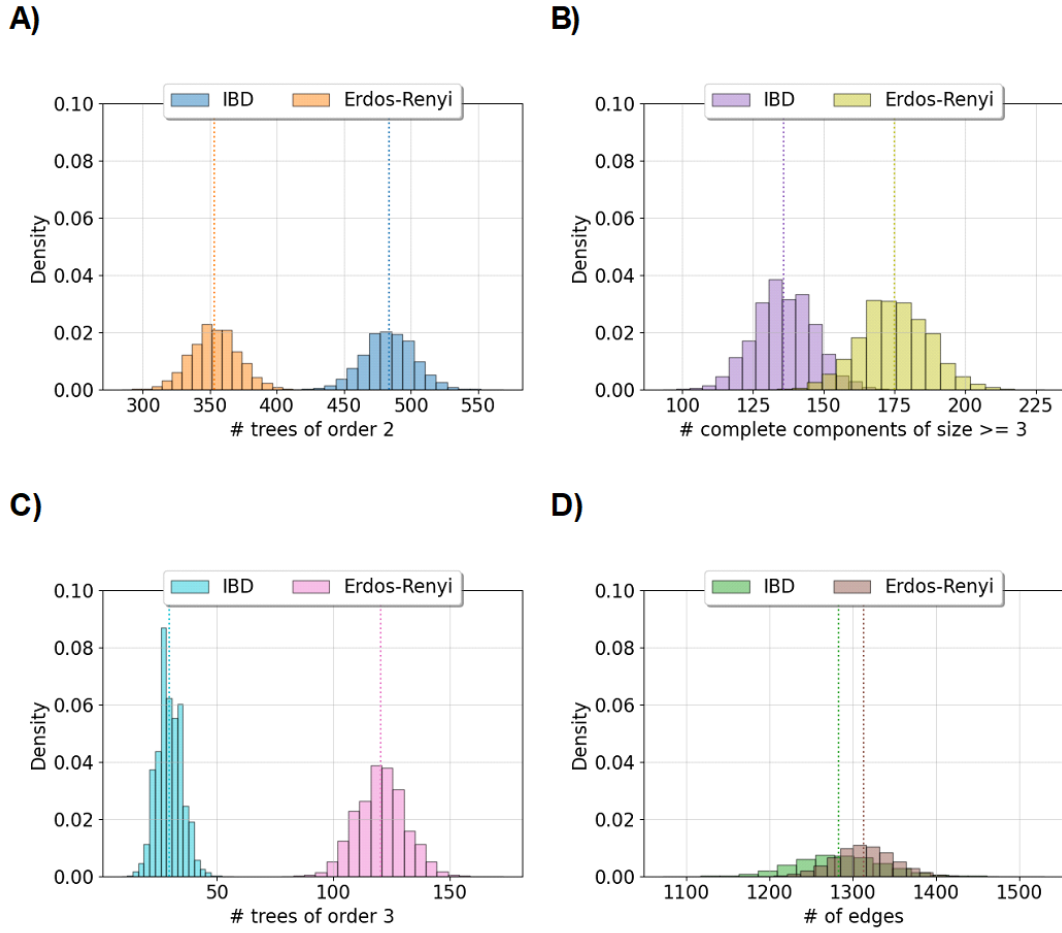 A)
IBD Erdos-Renyi
0.10
0.08
0.06
0.04
0.02
0.00
Density
300 350 400 450 500 550
# trees of order 2
B)
IBD Erdos-Renyi
0.10
0.08
0.06
0.04
0.02
0.00
Density
100 125 150 175 200 225
# complete components of size >= 3
C)
IBD Erdos-Renyi
0.10
0.08
0.06
0.04
0.02
0.00
Density
50 100 150
# trees of order 3
D)
IBD Erdos-Renyi
0.10
0.08
0.06
0.04
0.02
0.00
Density
1100 1200 1300 1400 1500
# of edges